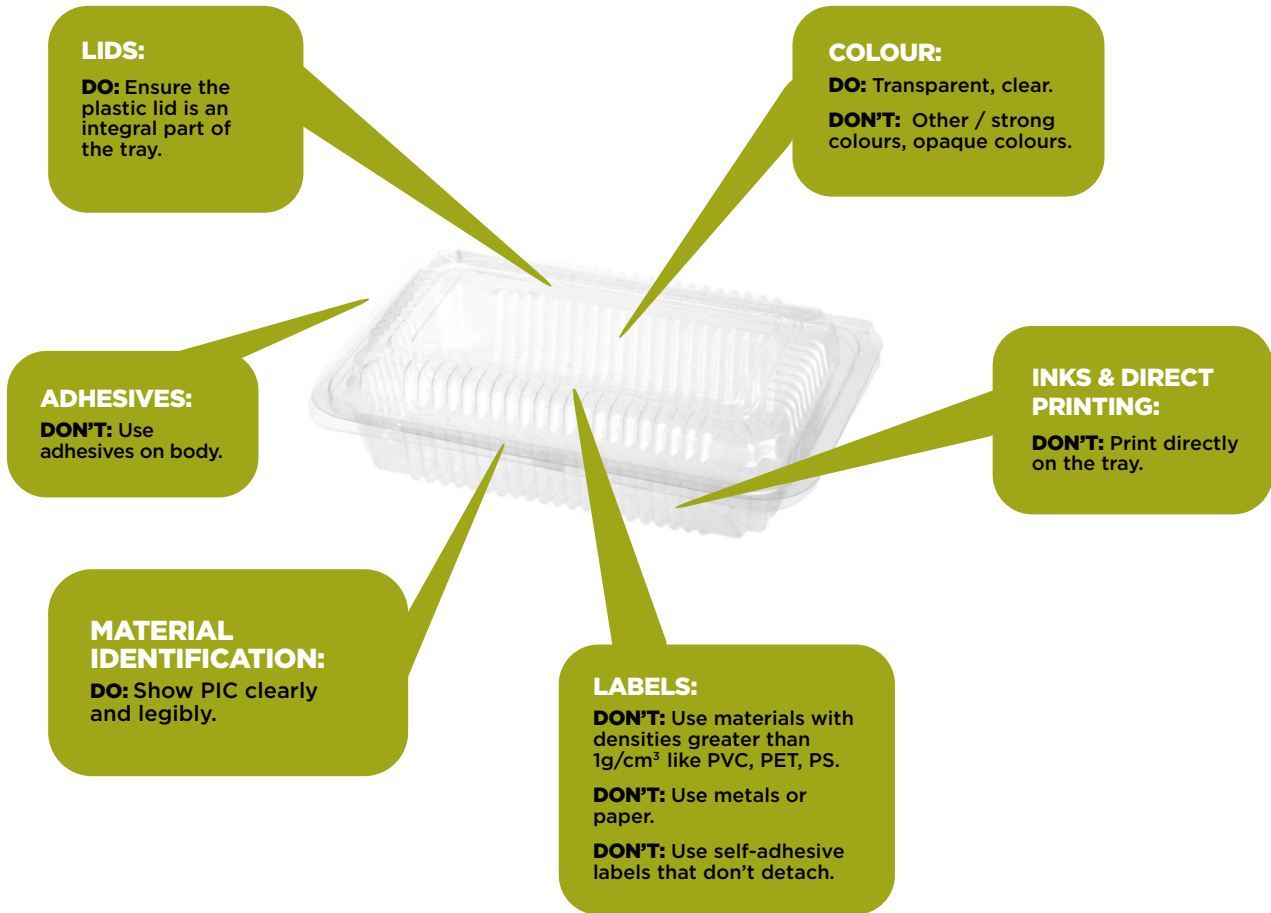 LIDS:
DO: Ensure the
plastic lid is an
integral part of
the tray.
COLOUR:
DO: Transparent, clear.
DON'T: Other / strong
colours, opaque colours.
ADHESIVES:
DON'T: Use
adhesives on body.
INKS & DIRECT
PRINTING:
DON'T: Print directly
on the tray.
MATERIAL
IDENTIFICATION:
DO: Show PIC clearly
and legibly.
LABELS:
DON'T: Use materials with
densities greater than
1g/cm³ like PVC, PET, PS.
DON'T: Use metals or
paper.
DON'T: Use self-adhesive
labels that don't detach.